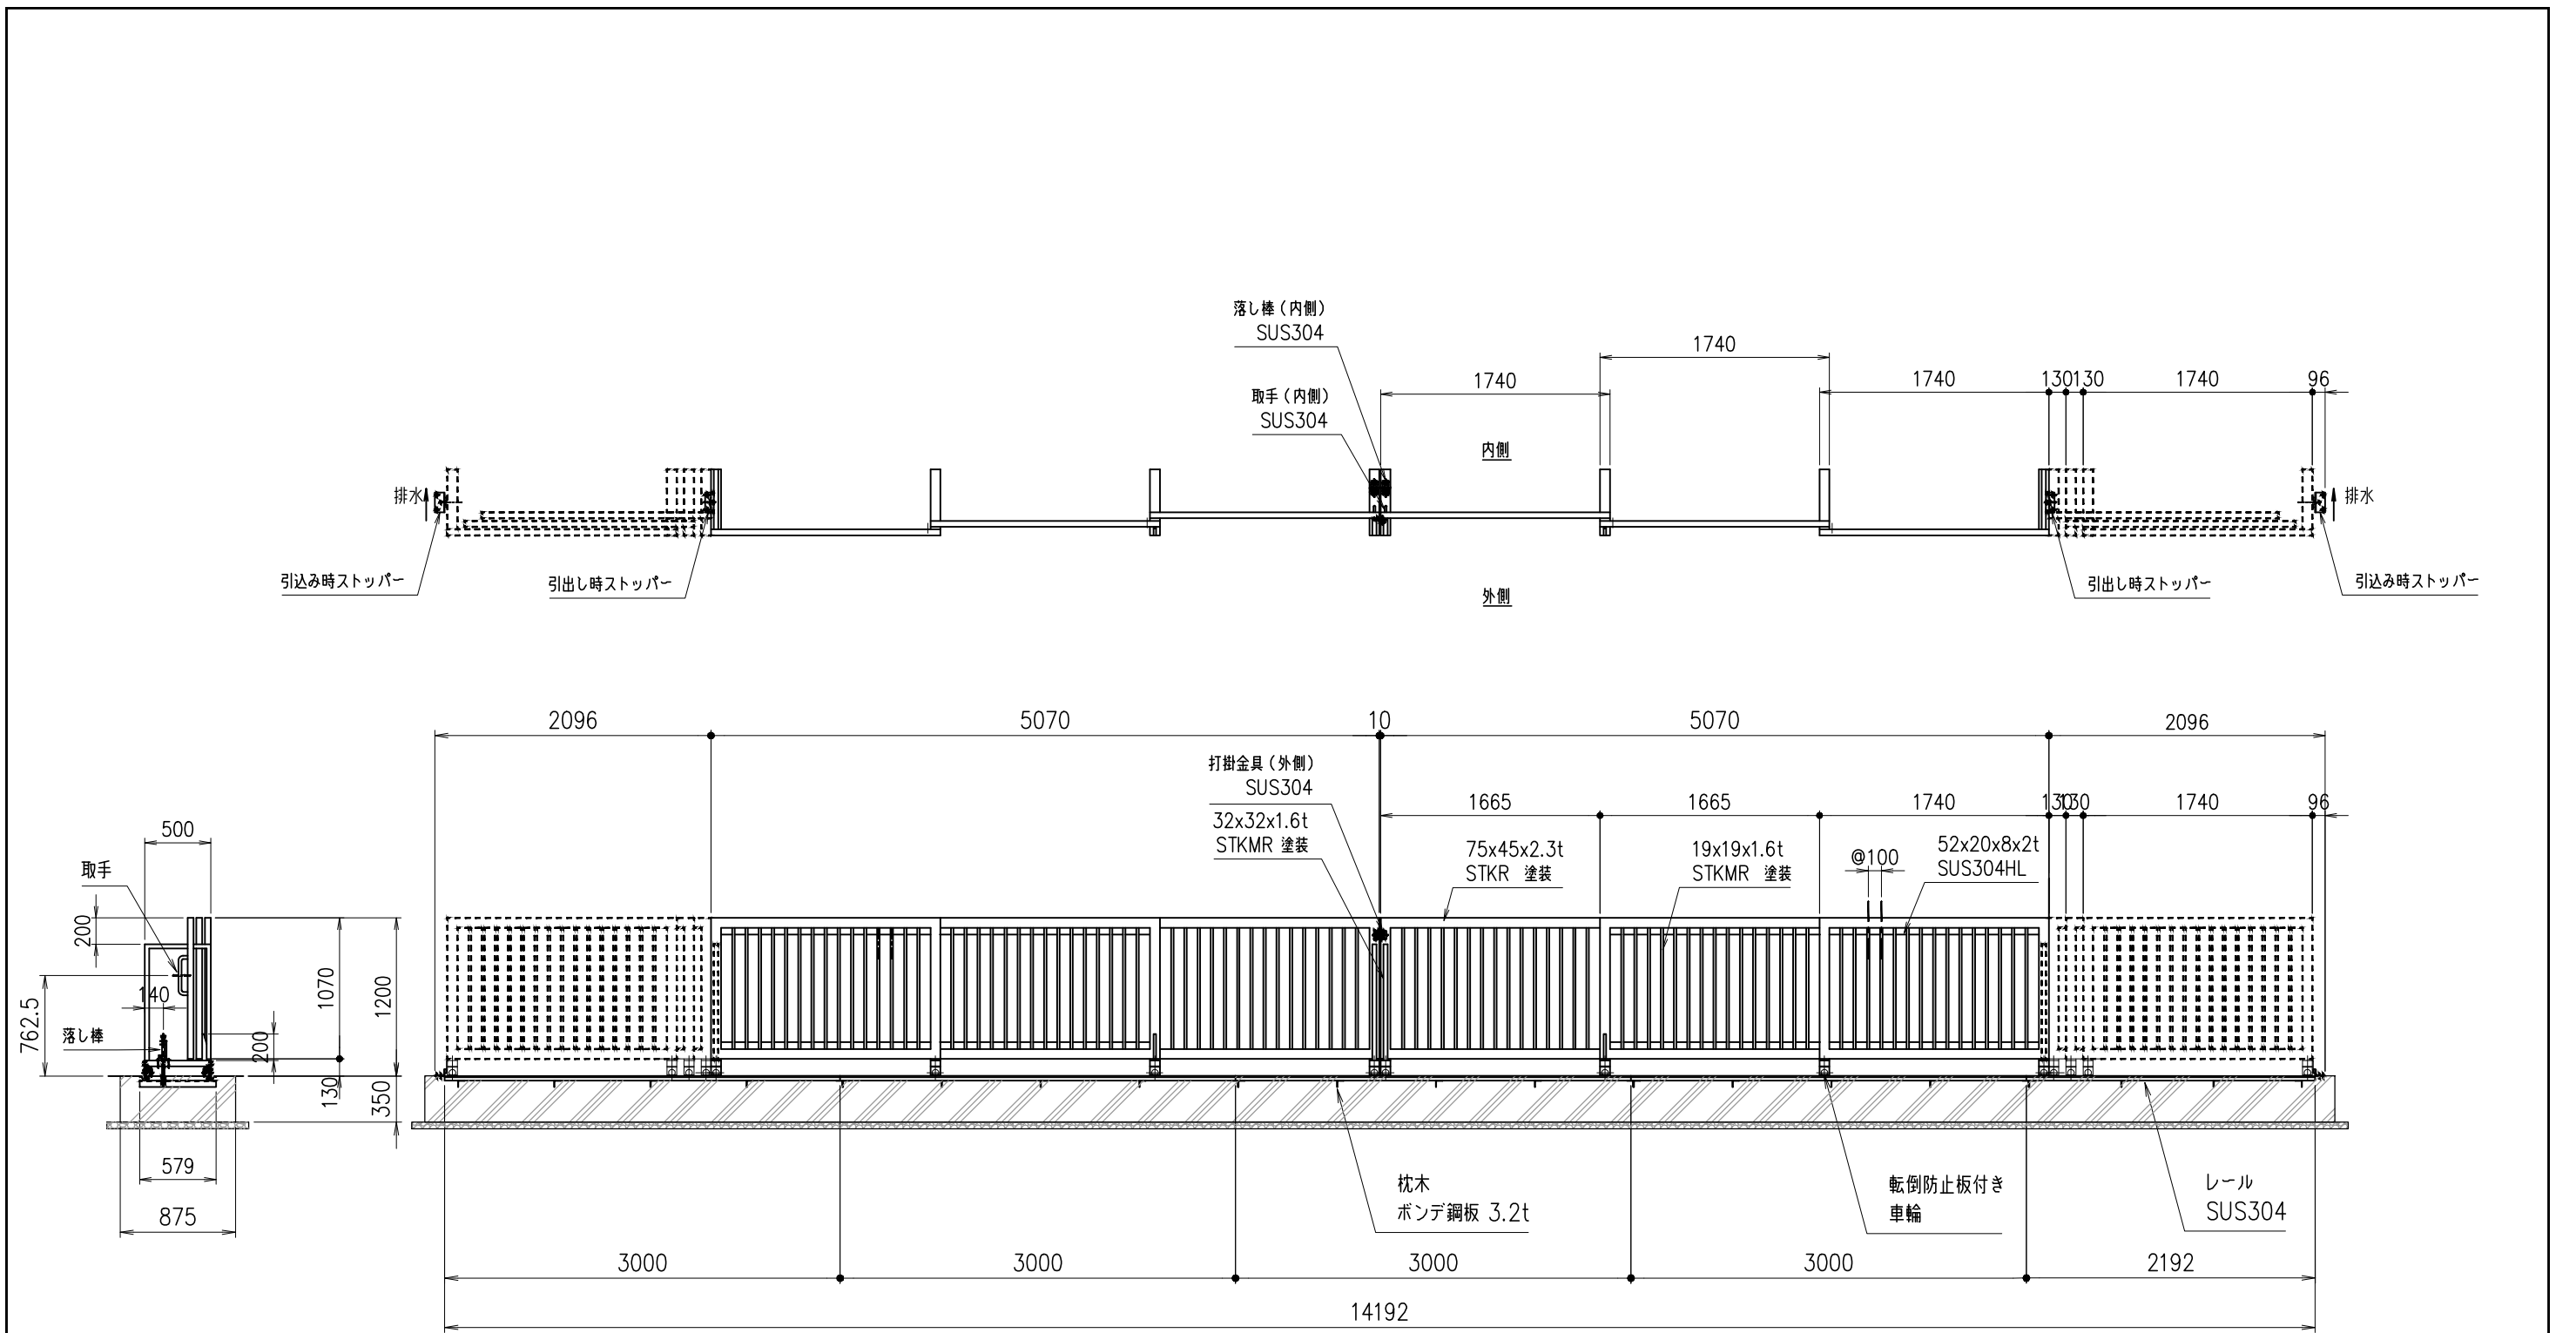 落し棒（内側）
SUS304
1740
取手（内側）
SUS304
1740
1740
130
130
1740
96
内側
排水
排水
引込み時ストッパー
引出し時ストッパー
外側
引出し時ストッパー
引込み時ストッパー
2096
5070
10
5070
2096
打掛金具（外側）
SUS304
32x32x1.6t
STKMR 塗装
1665
1665
1740
130
130
1740
96
75x45x2.3t
STKR 塗装
19x19x1.6t
STKMR 塗装
@100
52x20x8x2t
SUS304HL
500
取手
200
140
762.5
落し棒
200
1070
130
1200
350
579
875
枕木
ボンデ鋼板 3.2t
転倒防止板付き
車輪
レール
SUS304
3000
3000
3000
3000
2192
14192